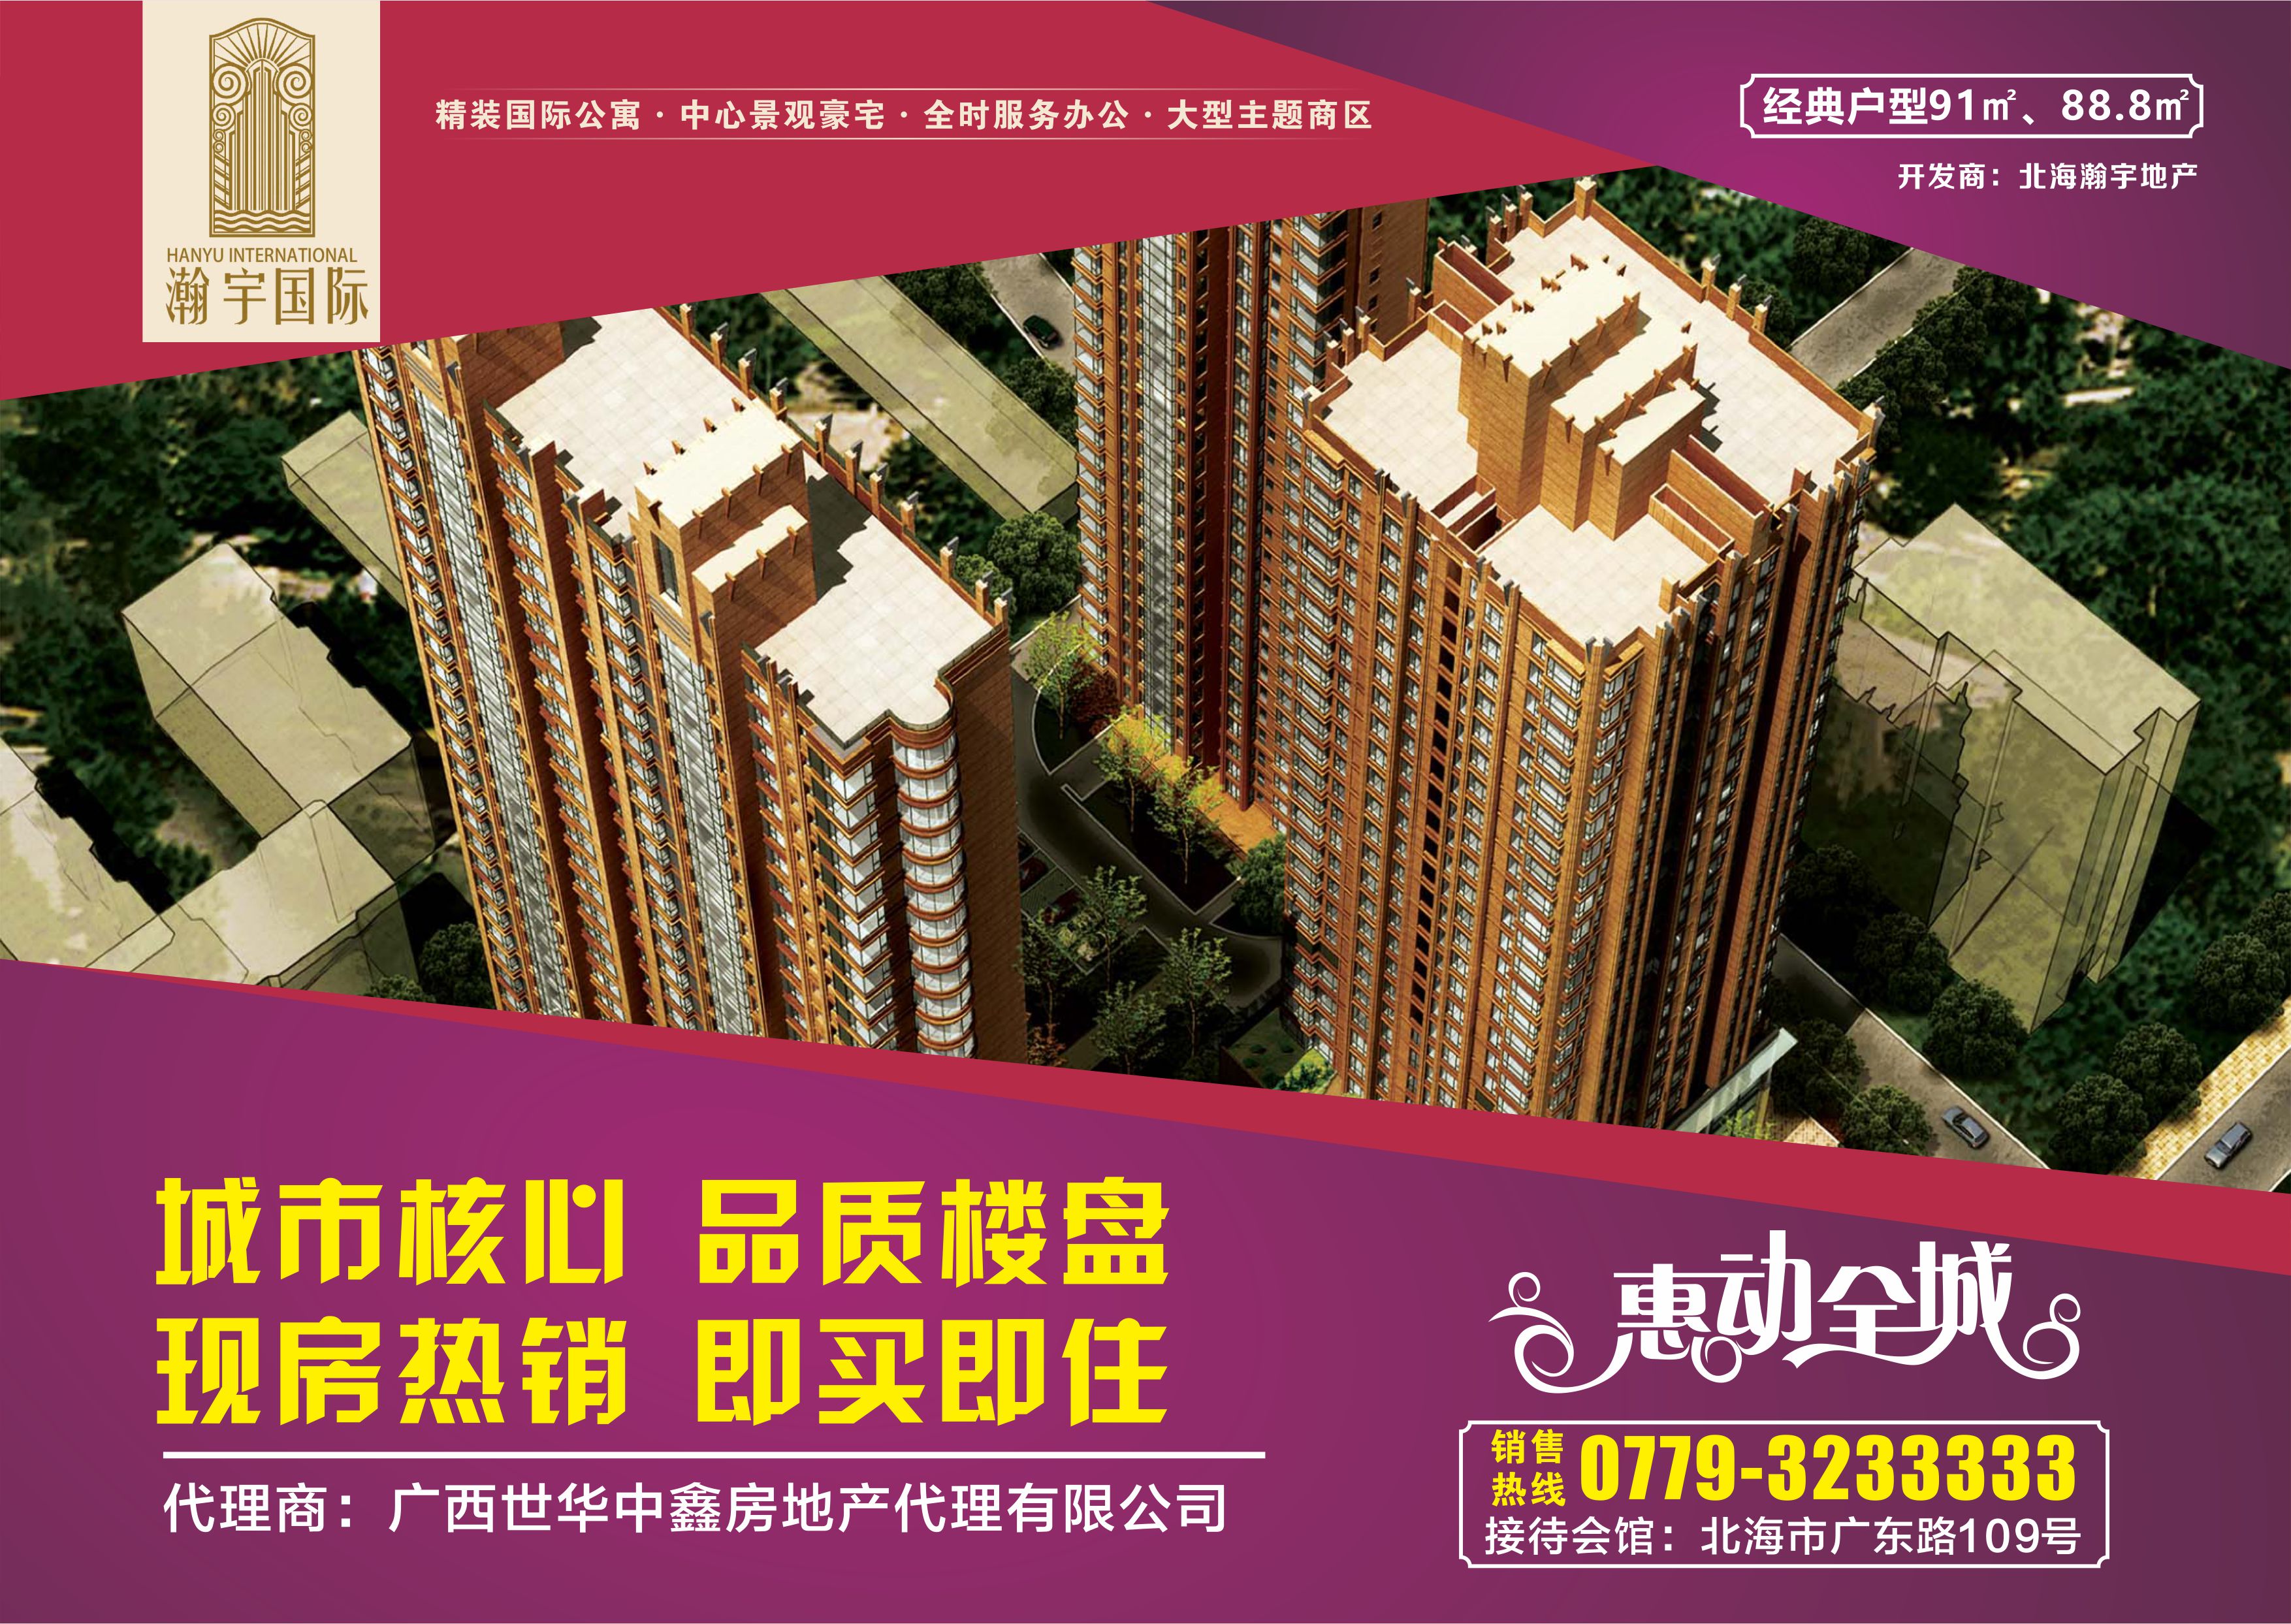 HANYU INTERNATIONAL
瀚宇国际
精装国际公寓·中心景观豪宅·全时服务办公·大型主题商区
经典户型91㎡、88.8㎡
开发商：北海瀚宇地产
城市核心 品质楼盘
现房热销 即买即住
代理商：广西世华中鑫房地产代理有限公司
惠动全城
销售热线 0779-3233333
接待会馆：北海市广东路109号